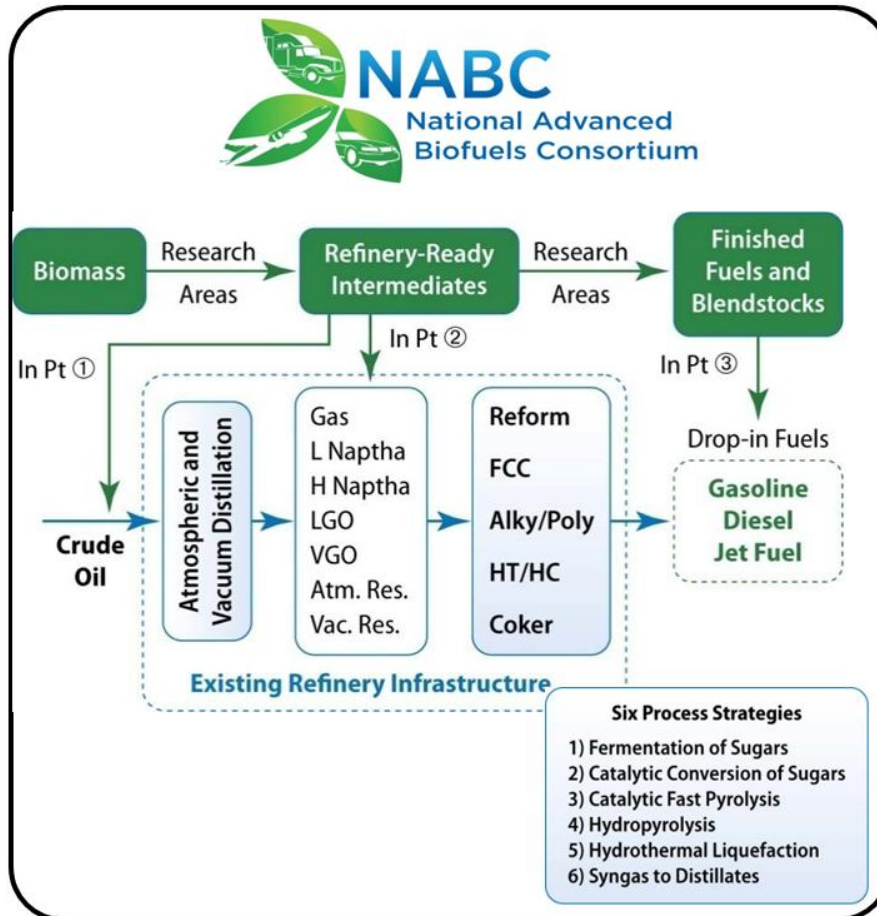 NABC
National Advanced
Biofuels Consortium
Biomass
Research
Areas
Refinery-Ready
Intermediates
Research
Areas
Finished
Fuels and
Blendstocks
In Pt ①
In Pt ②
In Pt ③
Crude
Oil
Atmospheric and
Vacuum Distillation
Gas
L Naptha
H Naptha
LGO
VGO
Atm. Res.
Vac. Res.
Reform
FCC
Alky/Poly
HT/HC
Coker
Drop-in Fuels
Gasoline
Diesel
Jet Fuel
Existing Refinery Infrastructure
Six Process Strategies
1) Fermentation of Sugars
2) Catalytic Conversion of Sugars
3) Catalytic Fast Pyrolysis
4) Hydropyrolysis
5) Hydrothermal Liquefaction
6) Syngas to Distillates